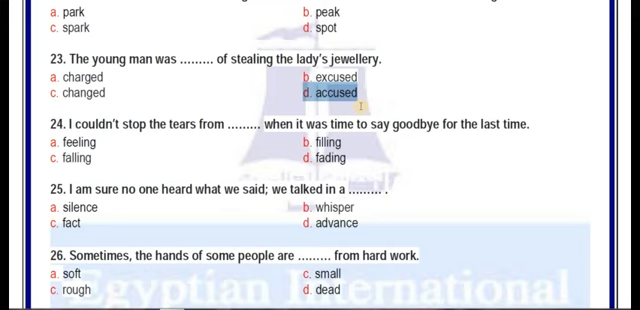 a. park b. peak
c. spark d. spot
23. The young man was ......... of stealing the lady's jewellery.
a. charged b. excused
c. changed d. accused
24. I couldn't stop the tears from ......... when it was time to say goodbye for the last time.
a. feeling b. filling
c. falling d. fading
25. I am sure no one heard what we said; we talked in a ......... .
a. silence b. whisper
c. fact d. advance
26. Sometimes, the hands of some people are ......... from hard work.
a. soft c. small
c. rough d. dead
Egyptian International